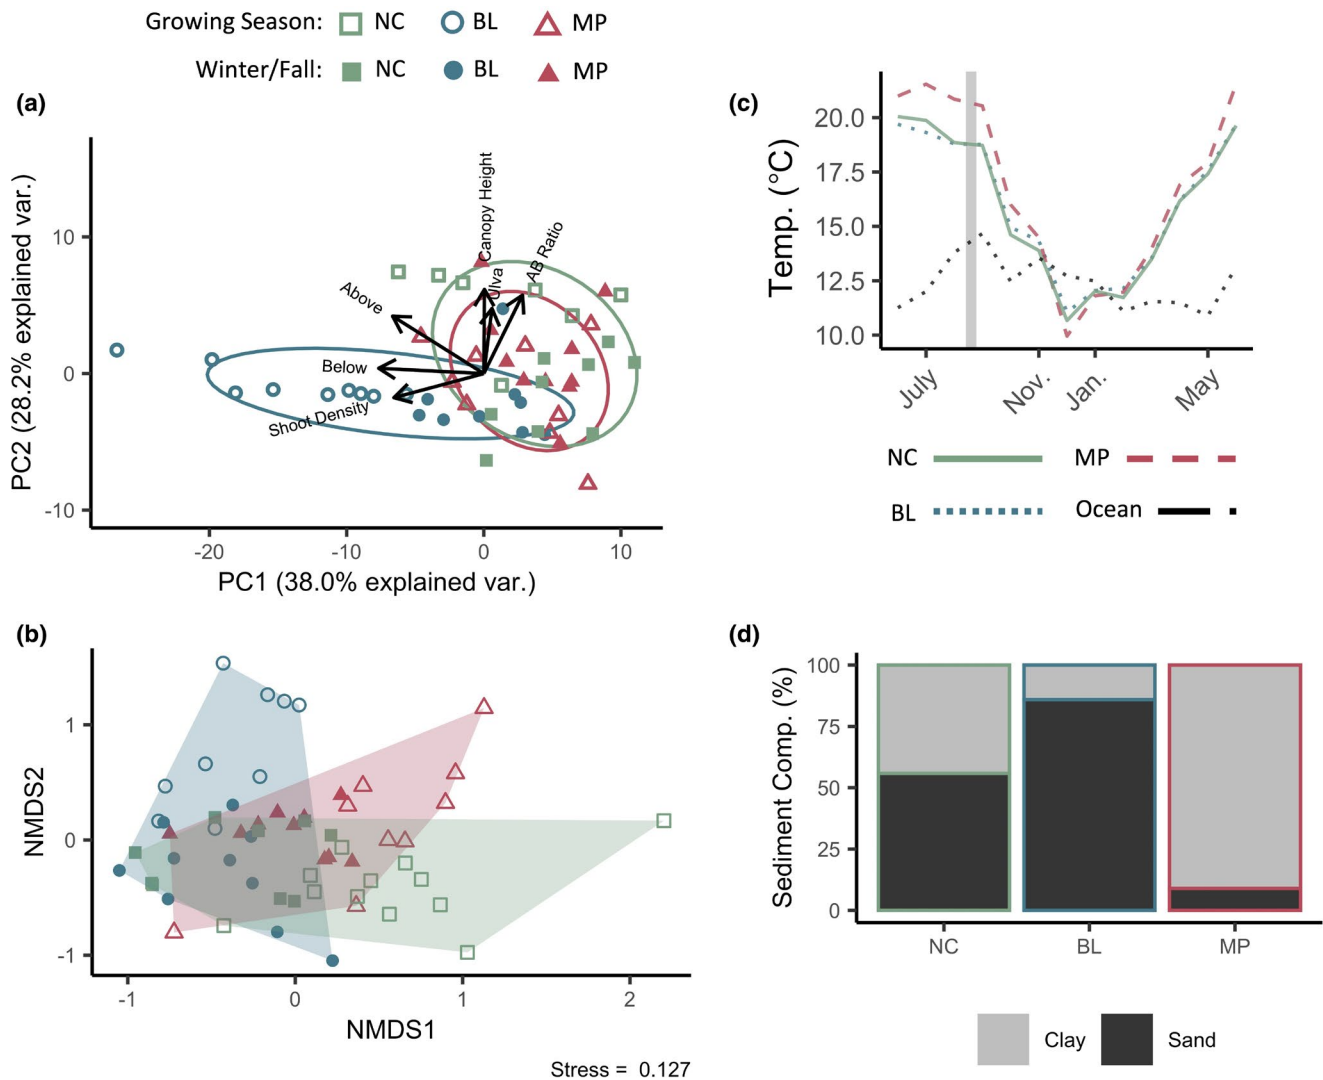 Growing Season: NC BL MP
Winter/Fall: NC BL MP
(a)
PC2 (28.2% explained var.)
10
0
-10
Canopy Height
Ulva
AB Ratio
Above
Below
Shoot Density
-20 -10 0 10
PC1 (38.0% explained var.)
(c)
Temp. (°C)
20.0
17.5
15.0
12.5
10.0
July Nov. Jan. May
NC MP
BL Ocean
(b)
NMDS2
1
0
-1
-1 0 1 2
NMDS1
Stress = 0.127
(d)
Sediment Comp. (%)
100
75
50
25
0
NC BL MP
Clay Sand